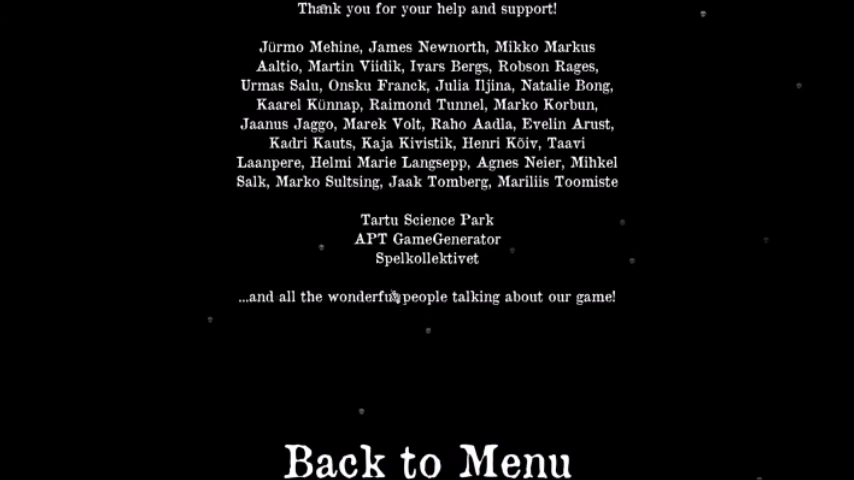 Thank you for your help and support!
Jürmo Mehine, James Newnorth, Mikko Markus
Aaltio, Martin Viidik, Ivars Bergs, Robson Rages,
Urmas Salu, Onsku Franck, Julia Iljina, Natalie Bong,
Kaarel Künnap, Raimond Tunnel, Marko Korbun,
Jaanus Jaggo, Marek Volt, Raho Aadla, Evelin Arust,
Kadri Kauts, Kaja Kivistik, Henri Kõiv, Taavi
Laanpere, Helmi Marie Langsepp, Agnes Neier, Mihkel
Salk, Marko Sultsing, Jaak Tomberg, Mariliis Toomiste
Tartu Science Park
APT GameGenerator
Spelkollektivet
...and all the wonderful people talking about our game!
Back to Menu